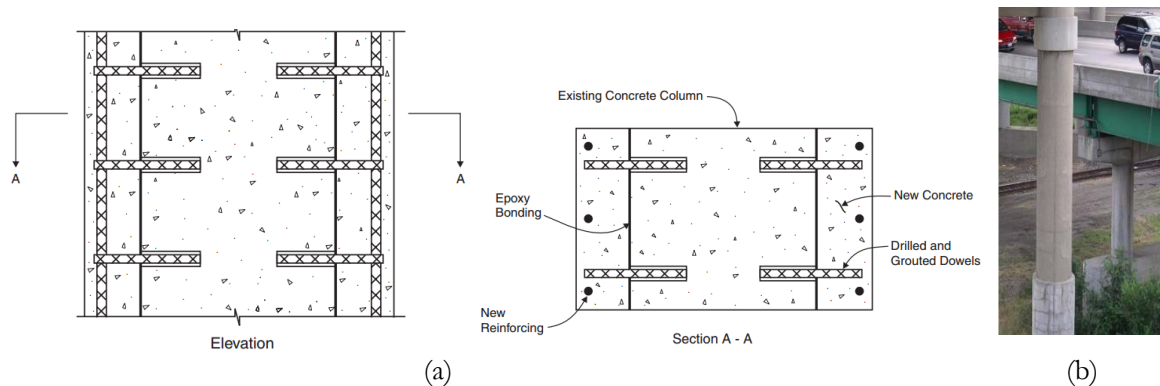 A
A
Elevation
(a)
Existing Concrete Column
Epoxy
Bonding
New Concrete
Drilled and
Grouted Dowels
New
Reinforcing
Section A - A
(b)